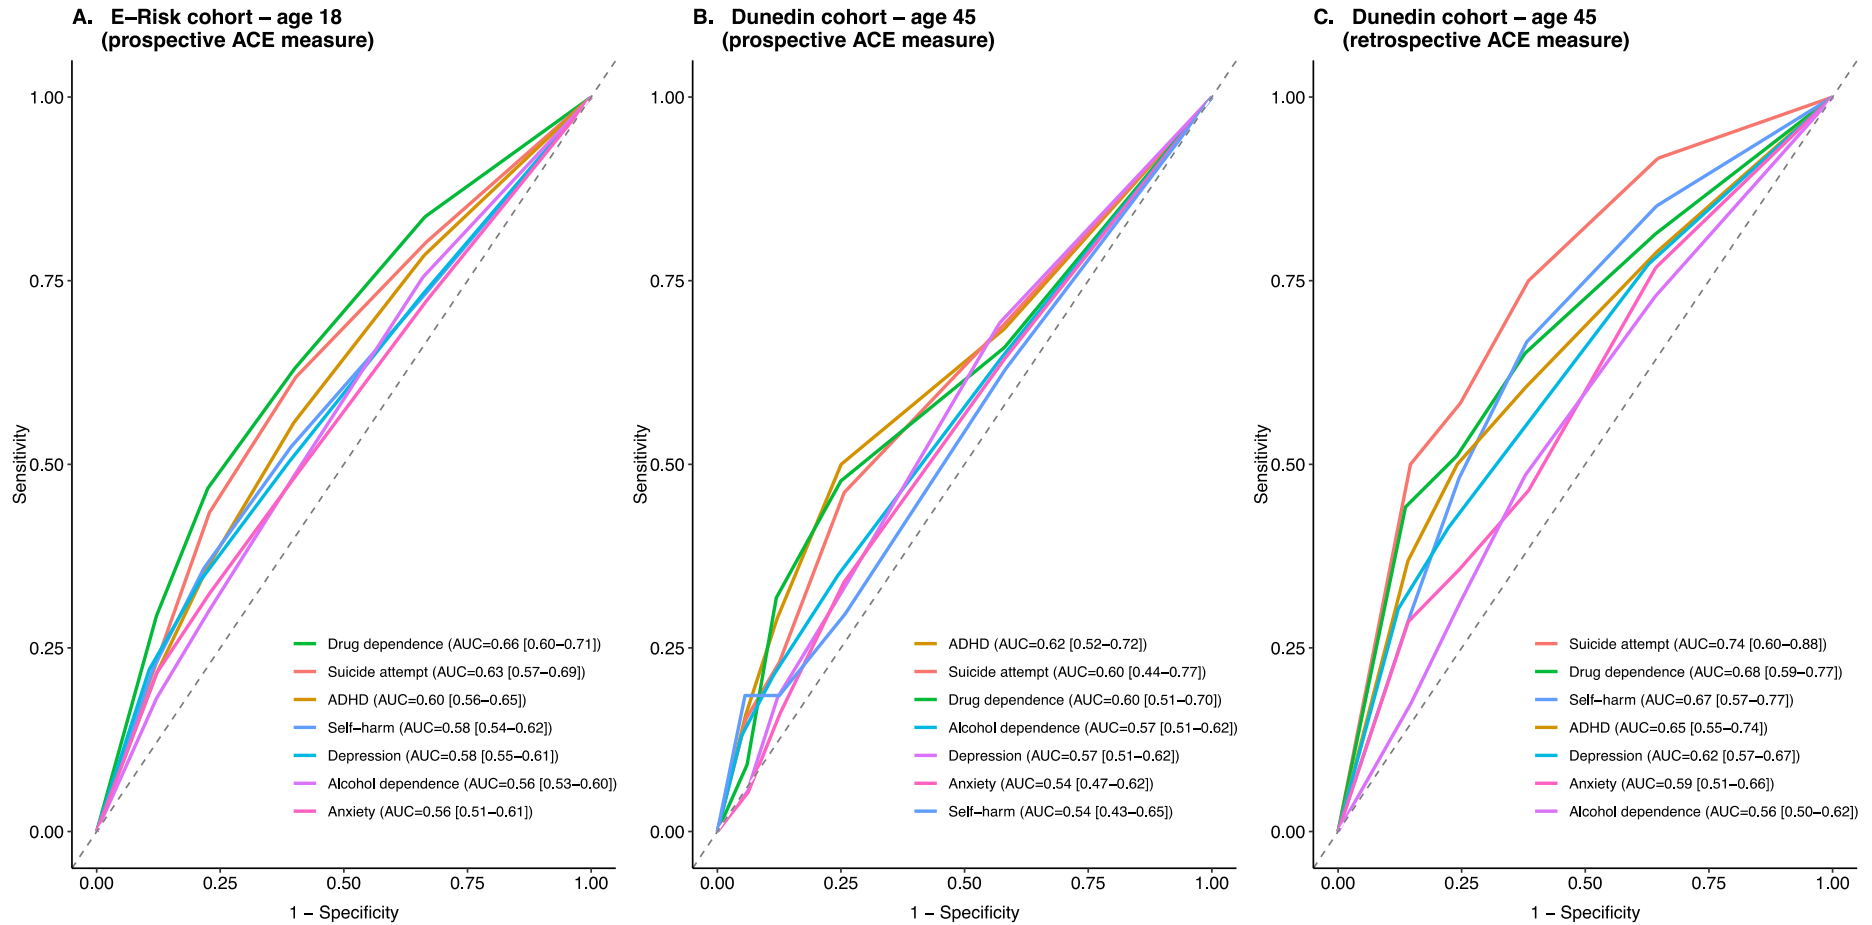 A. E–Risk cohort – age 18
(prospective ACE measure)
1.00
0.75
0.50
0.25
0.00
Sensitivity
Drug dependence (AUC=0.66 [0.60–0.71])
Suicide attempt (AUC=0.63 [0.57–0.69])
ADHD (AUC=0.60 [0.56–0.65])
Self–harm (AUC=0.58 [0.54–0.62])
Depression (AUC=0.58 [0.55–0.61])
Alcohol dependence (AUC=0.56 [0.53–0.60])
Anxiety (AUC=0.56 [0.51–0.61])
0.00 0.25 0.50 0.75 1.00
1 – Specificity
B. Dunedin cohort – age 45
(prospective ACE measure)
1.00
0.75
0.50
0.25
0.00
Sensitivity
ADHD (AUC=0.62 [0.52–0.72])
Suicide attempt (AUC=0.60 [0.44–0.77])
Drug dependence (AUC=0.60 [0.51–0.70])
Alcohol dependence (AUC=0.57 [0.51–0.62])
Depression (AUC=0.57 [0.51–0.62])
Anxiety (AUC=0.54 [0.47–0.62])
Self–harm (AUC=0.54 [0.43–0.65])
0.00 0.25 0.50 0.75 1.00
1 – Specificity
C. Dunedin cohort – age 45
(retrospective ACE measure)
1.00
0.75
0.50
0.25
0.00
Sensitivity
Suicide attempt (AUC=0.74 [0.60–0.88])
Drug dependence (AUC=0.68 [0.59–0.77])
Self–harm (AUC=0.67 [0.57–0.77])
ADHD (AUC=0.65 [0.55–0.74])
Depression (AUC=0.62 [0.57–0.67])
Anxiety (AUC=0.59 [0.51–0.66])
Alcohol dependence (AUC=0.56 [0.50–0.62])
0.00 0.25 0.50 0.75 1.00
1 – Specificity